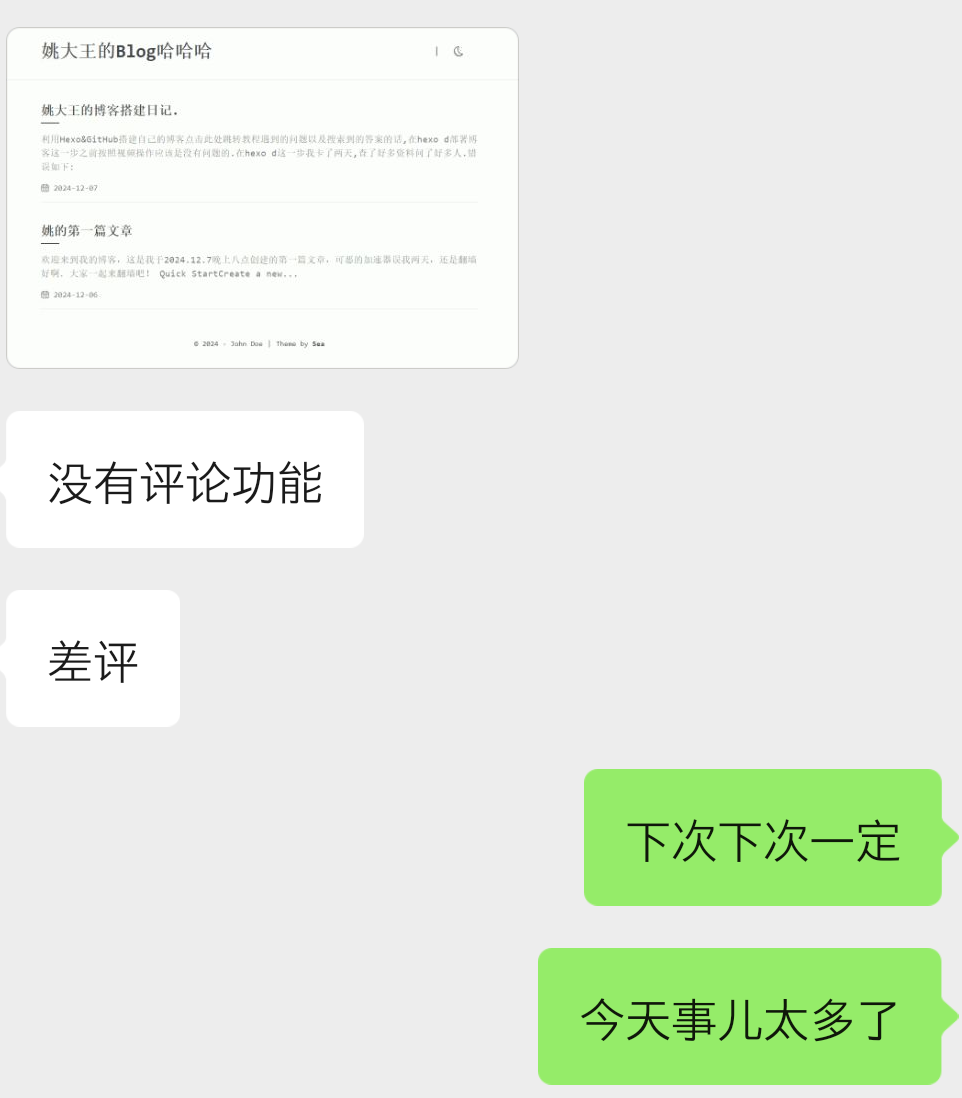 姚大王的Blog哈哈哈
姚大王的博客搭建日记.
利用Hexo&GitHub搭建自己的博客点击此处跳转教程遇到的问题以及搜索到的答案的话,在hexo d部署博
客这一步之前按照视频操作应该是没有问题的.在hexo d这一步我卡了两天,查了好多资料问了好多人.错
误如下:
2024-12-07
姚的第一篇文章
欢迎来到我的博客, 这是我于2024.12.7晚上八点创建的第一篇文章, 可恶的加速器误我两天, 还是翻墙
好啊. 大家一起来翻墙吧! Quick StartCreate a new...
2024-12-06
© 2024 - John Doe | Theme by Sea
没有评论功能
差评
下次下次一定
今天事儿太多了